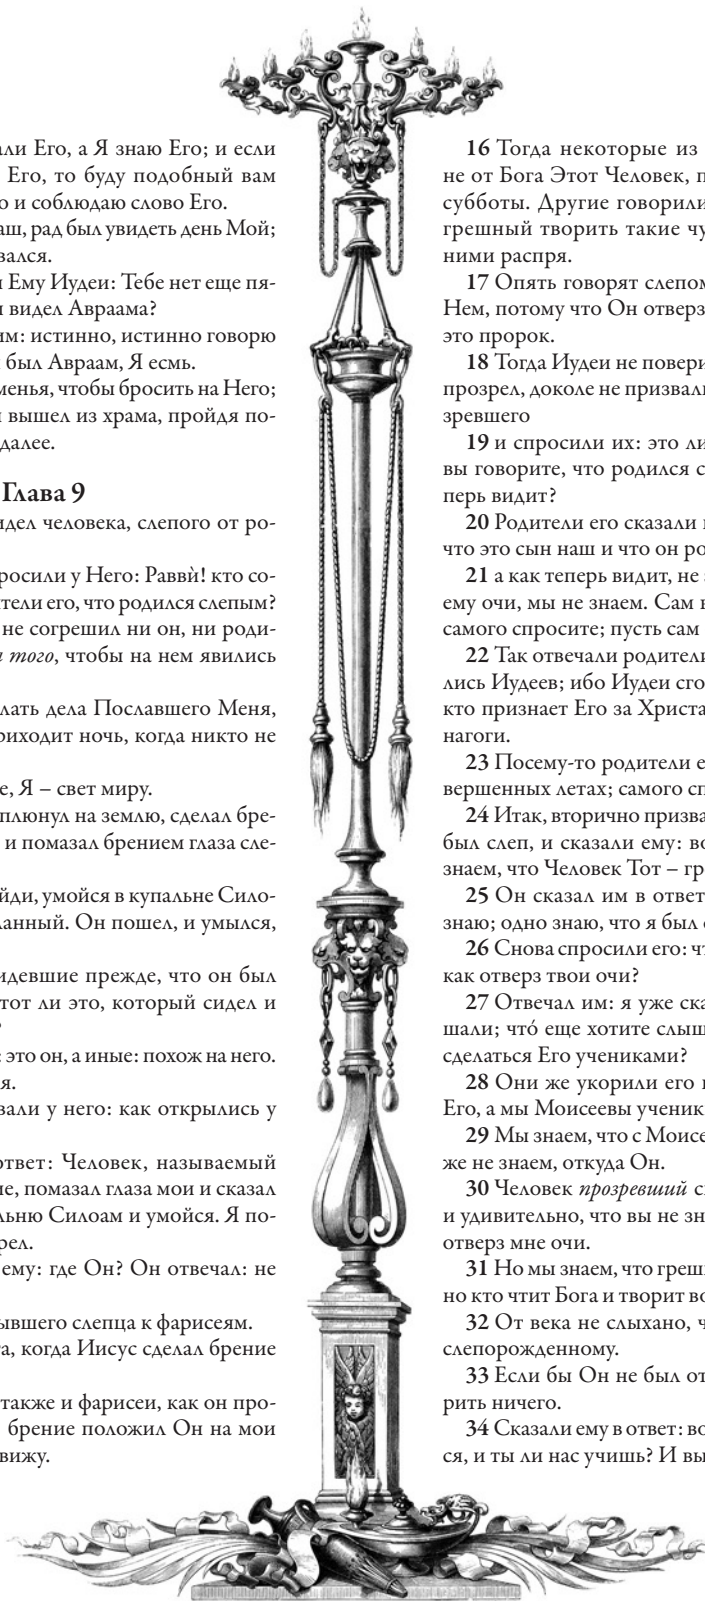 али Его, а Я знаю Его; и если
Его, то буду подобный вам
о и соблюдаю слово Его.
аш, рад был увидеть день Мой;
вался.
и Ему Иудеи: Тебе нет еще пя-
и видел Авраама?
им: истинно, истинно говорю
был Авраам, Я есмь.
менья, чтобы бросить на Него;
и вышел из храма, пройдя по-
далее.
Глава 9
идел человека, слепого от ро-
росили у Него: Раввѝ! кто со-
тели его, что родился слепым?
не согрешил ни он, ни роди-
того, чтобы на нем явились
лать дела Пославшего Меня,
риходит ночь, когда никто не
е, Я – свет миру.
плюнул на землю, сделал бре-
и помазал брением глаза сле-
йди, умойся в купальне Сило-
ланный. Он пошел, и умылся,
идевшие прежде, что он был
тот ли это, который сидел и
?
: это он, а иные: похож на него.
я.
зали у него: как открылись у
ответ: Человек, называемый
ие, помазал глаза мои и сказал
льню Силоам и умойся. Я по-
рел.
ему: где Он? Он отвечал: не
ывшего слепца к фарисеям.
та, когда Иисус сделал брение
также и фарисеи, как он про-
брение положил Он на мои
вижу.
16 Тогда некоторые из
не от Бога Этот Человек, п
субботы. Другие говорили
грешный творить такие чу
ними распря.
17 Опять говорят слепом
Нем, потому что Он отверз
это пророк.
18 Тогда Иудеи не повери
прозрел, доколе не призвали
зревшего
19 и спросили их: это ли
вы говорите, что родился с
перь видит?
20 Родители его сказали и
что это сын наш и что он ро
21 а как теперь видит, не з
ему очи, мы не знаем. Сам в
самого спросите; пусть сам
22 Так отвечали родители
лись Иудеев; ибо Иудеи сго
кто признает Его за Христа
нагоги.
23 Посему-то родители е
вершенных летах; самого сп
24 Итак, вторично призва
был слеп, и сказали ему: во
знаем, что Человек Тот – гр
25 Он сказал им в ответ
знаю; одно знаю, что я был с
26 Снова спросили его: чт
как отверз твои очи?
27 Отвечал им: я уже ска
шали; что́ еще хотите слыш
сделаться Его учениками?
28 Они же укорили его и
Его, а мы Моисеевы ученик
29 Мы знаем, что с Моисе
же не знаем, откуда Он.
30 Человек прозревший с
и удивительно, что вы не зн
отверз мне очи.
31 Но мы знаем, что греш
но кто чтит Бога и творит во
32 От века не слыхано, ч
слепорожденному.
33 Если бы Он не был от
рить ничего.
34 Сказали ему в ответ: во
ся, и ты ли нас учишь? И вы